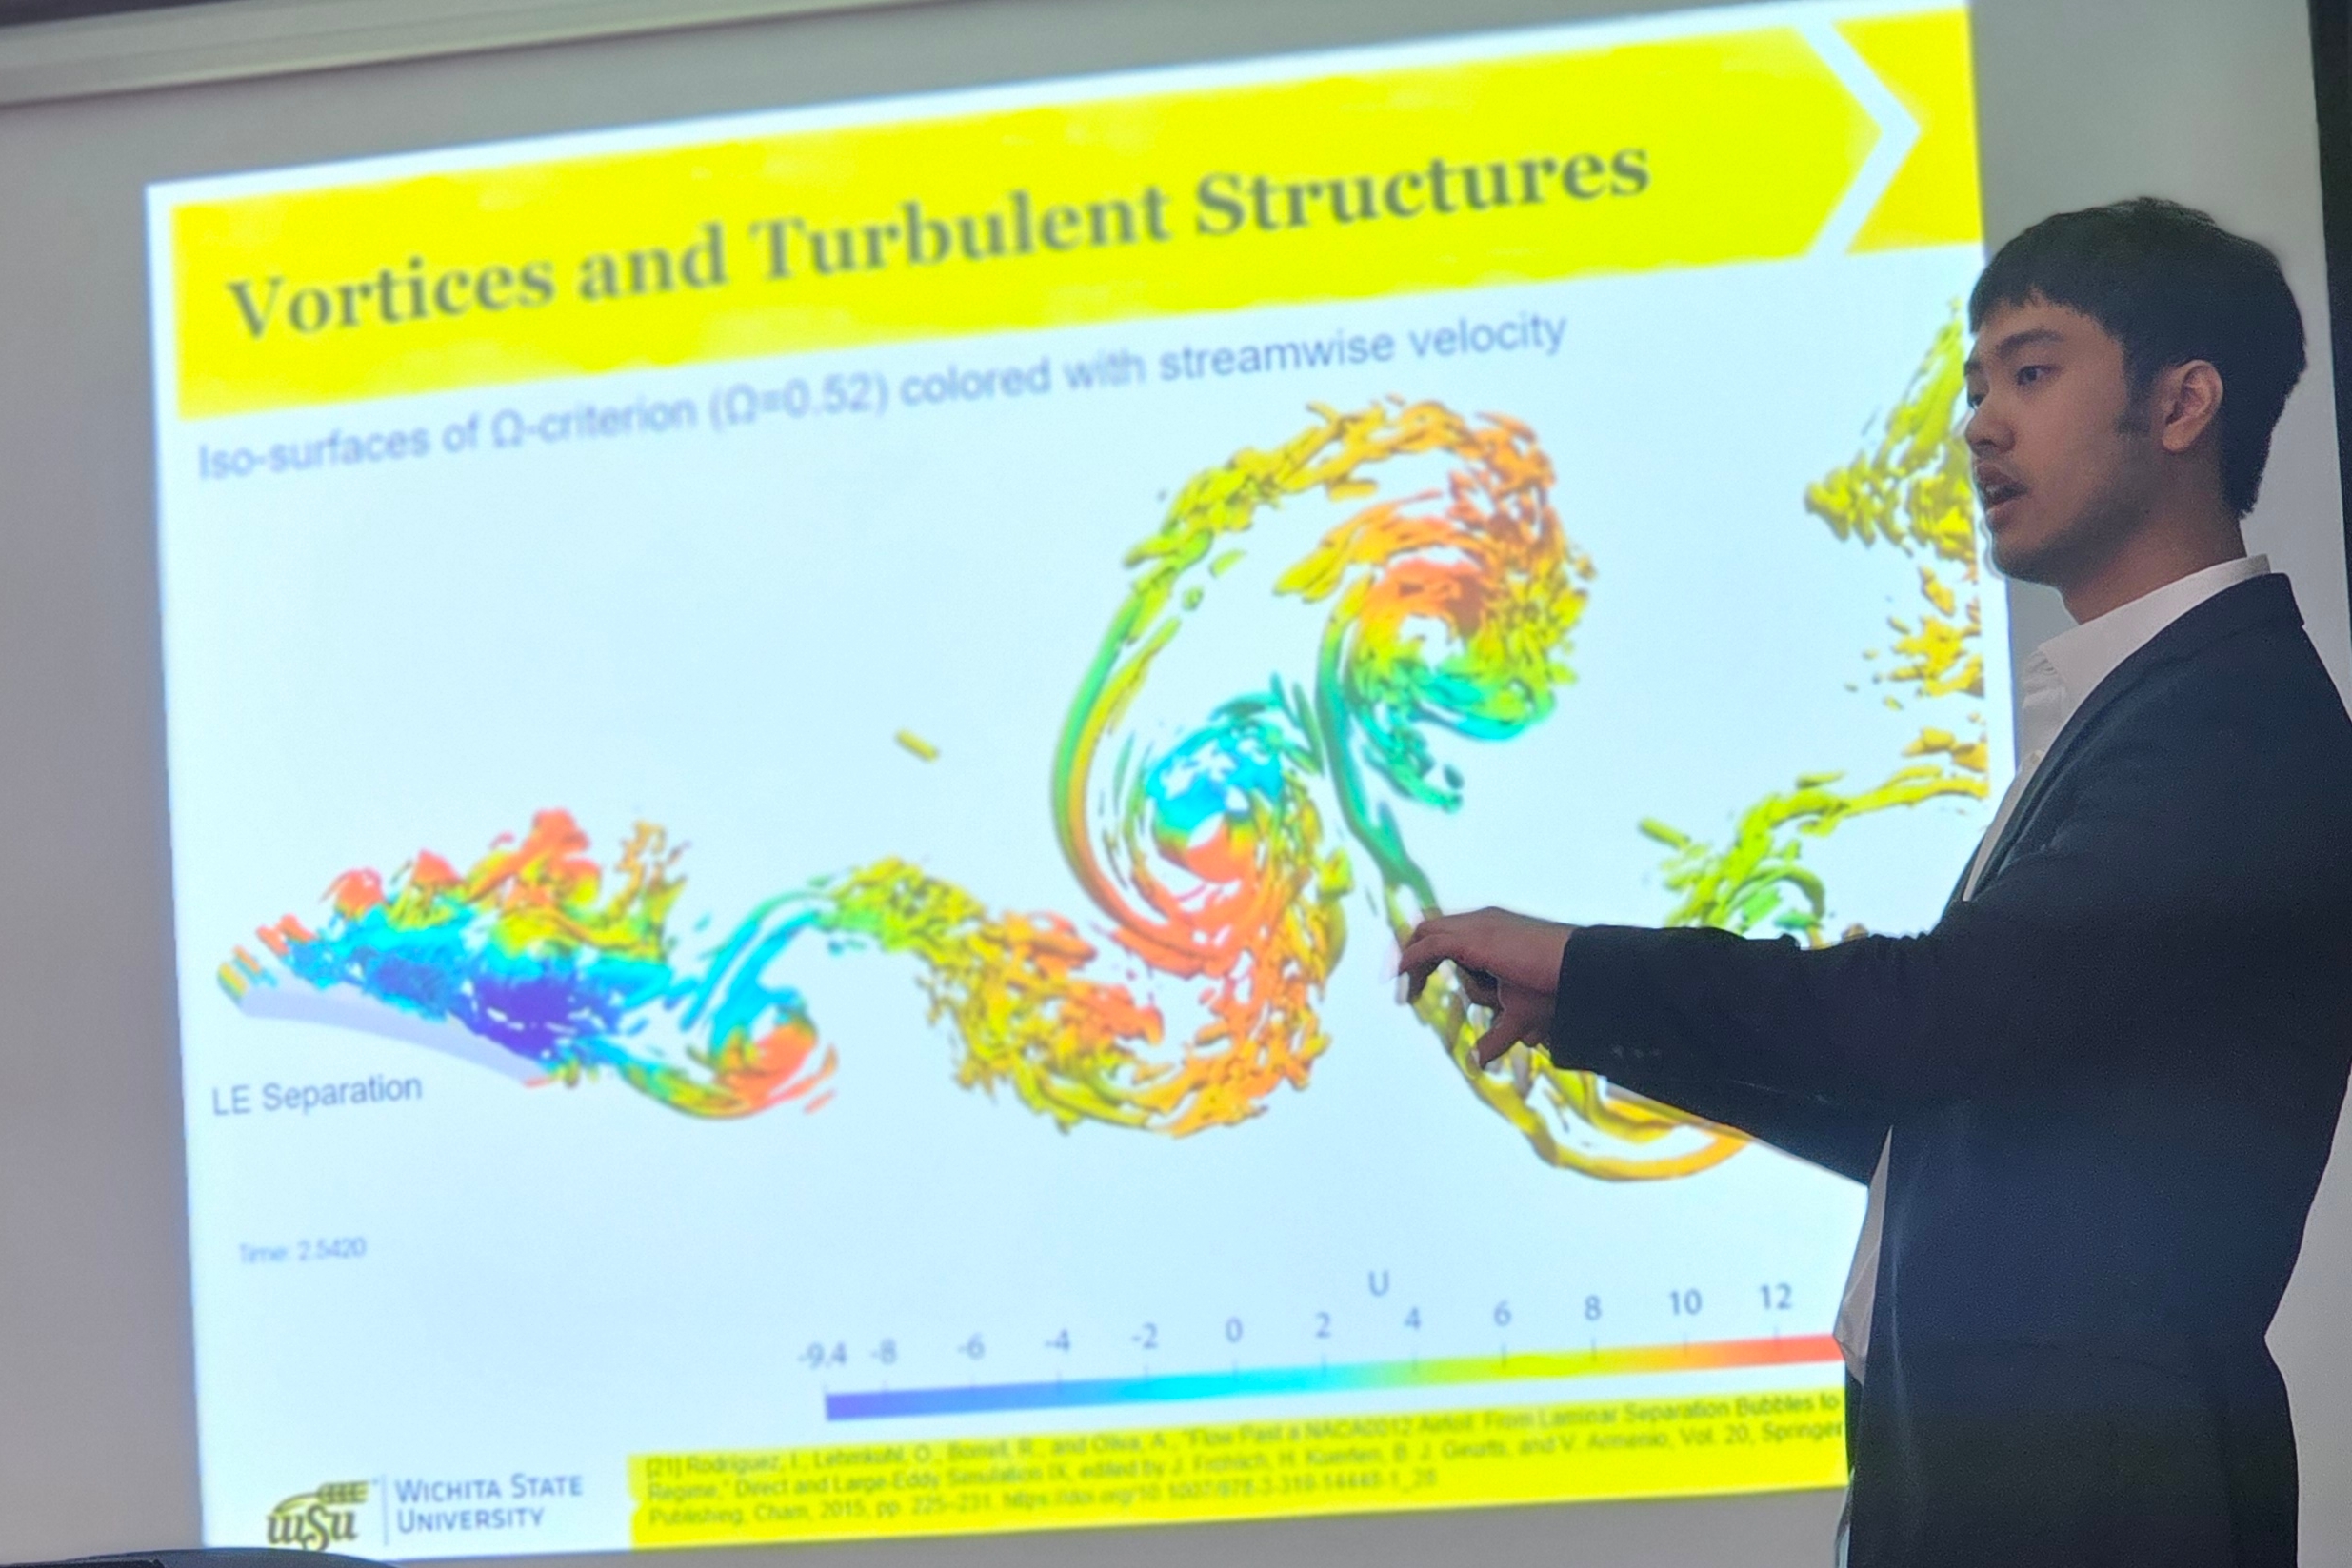 Vortices and Turbulent Structures
Iso-surfaces of Ω-criterion (Ω=0.52) colored with streamwise velocity
LE Separation
Time: 2.5420
U
-9.4 -8 -6 -4 -2 0 2 4 6 8 10 12
[21] Rodríguez, I., Lehmkuhl, O., Borrell, R., and Oliva, A., "Flow Past a NACA0012 Airfoil: From Laminar Separation Bubbles to
Regime," Direct and Large-Eddy Simulation IX, edited by J. Fröhlich, H. Kuerten, B. J. Geurts, and V. Armenio, Vol. 20, Springer
Publishing, Cham, 2015, pp. 225–231. https://doi.org/10.1007/978-3-319-14448-1_28
WSU
WICHITA STATE
UNIVERSITY